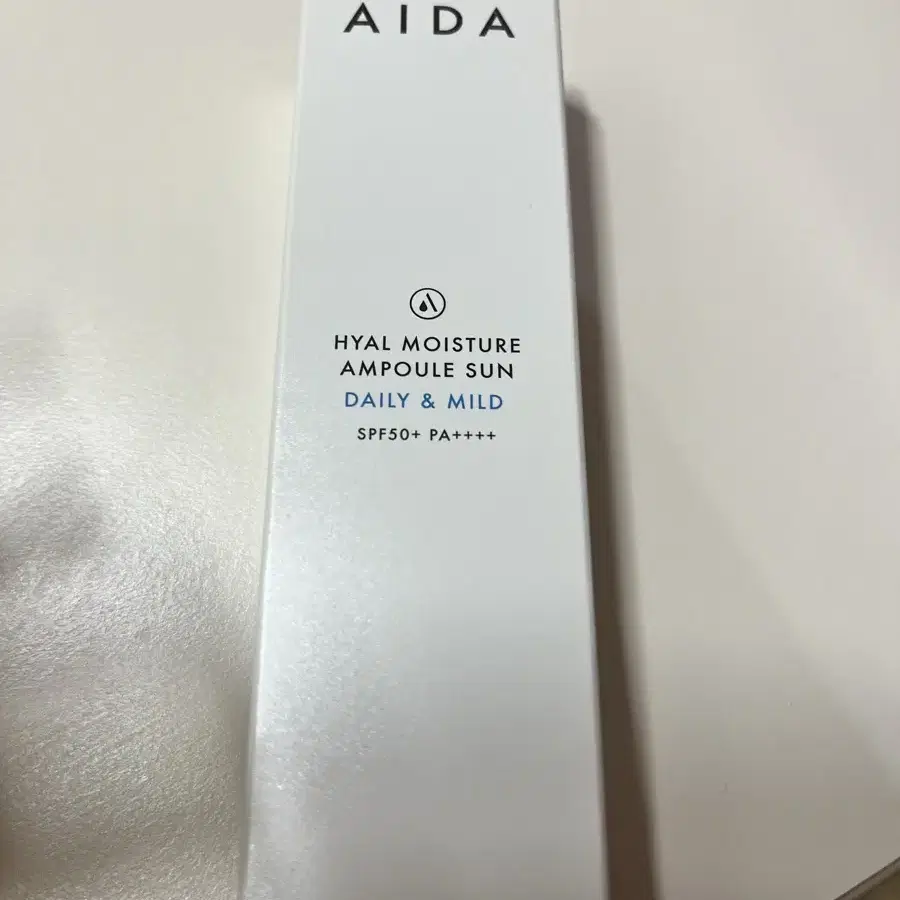 AIDA
HYAL MOISTURE
AMPOULE SUN
DAILY & MILD
SPF50+ PA++++